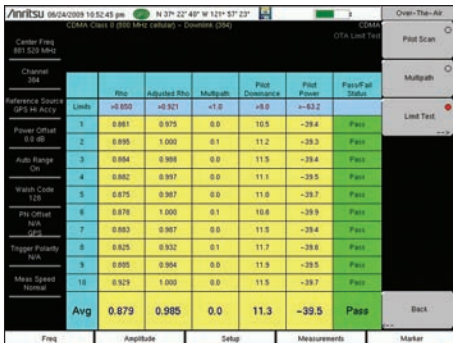 Anritsu 06/24/2009 10:52:45 pm N 37° 22' 40" W 121° 57' 23" Over-The-Air
CDMA Class 0 (800 MHz cellular) - Downlink (384) CDMA
OTA Limit Test
Center Freq
881.520 MHz
Channel
384
Reference Source
GPS Hi Accy
Power Offset
0.0 dB
Auto Range
On
Walsh Code
128
PN Offset
N/A
GPS
Trigger Polarity
N/A
Meas Speed
Normal
Rho Adjusted Rho Multipath Pilot Dominance Pilot Power Pass/Fail Status
Limits >0.850 >0.921 <1.0 >9.0 >-63.2
1 0.861 0.975 0.0 10.5 -39.4 Pass
2 0.895 1.000 0.1 11.2 -39.3 Pass
3 0.884 0.988 0.0 11.5 -39.4 Pass
4 0.882 0.997 0.1 11.1 -39.5 Pass
5 0.875 0.987 0.0 11.8 -39.7 Pass
6 0.878 1.000 0.1 10.8 -39.9 Pass
7 0.883 0.987 0.0 11.5 -39.4 Pass
8 0.825 0.932 0.1 11.7 -39.6 Pass
9 0.885 0.984 0.0 11.9 -39.5 Pass
10 0.929 1.000 0.0 11.5 -39.7 Pass
Avg 0.879 0.985 0.0 11.3 -39.5 Pass
Pilot Scan
Multipath
Limit Test
-->
Back
<--
Freq Amplitude Setup Measurements Marker